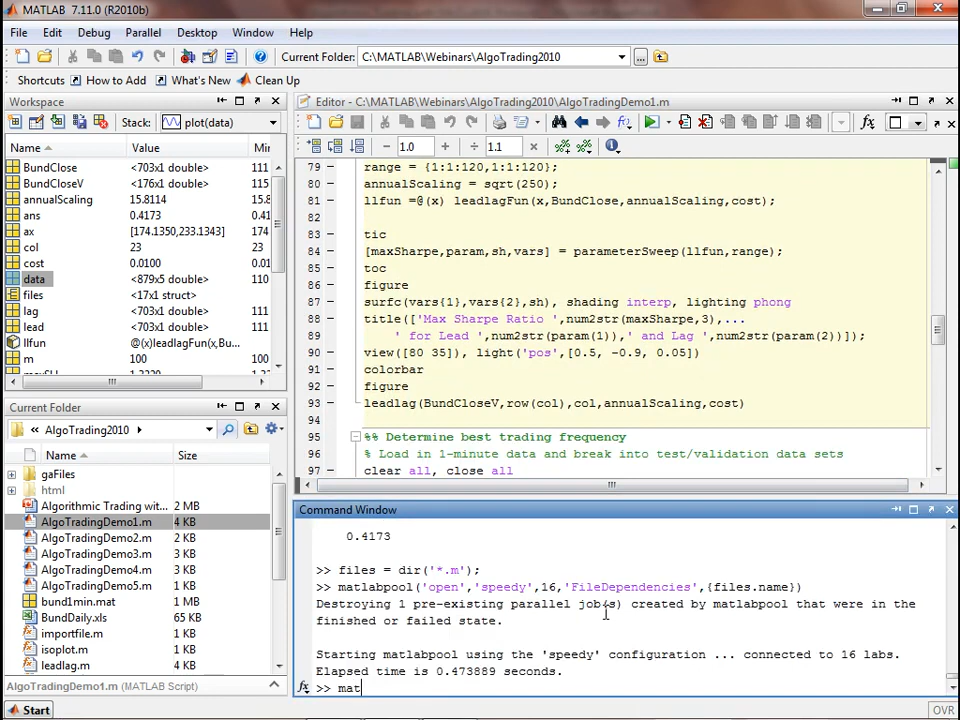 MATLAB 7.11.0 (R2010b)
File Edit Debug Parallel Desktop Window Help
Current Folder: C:\MATLAB\Webinars\AlgoTrading2010
Shortcuts How to Add What's New Clean Up
Workspace
Stack: plot(data)
Name Value Min
BundClose <703x1 double> 111
BundCloseV <176x1 double> 115
annualScaling 15.8114 15.8
ans 0.4173 0.41
ax [174.1350,233.1343] 174
col 23 23
cost 0.0100 0.01
data <879x5 double> 110
files <17x1 struct>
lag <703x1 double> 111
lead <703x1 double> 111
llfun @(x)leadlagFun(x,Bu...
m 100 100
Current Folder
« AlgoTrading2010
Name Size
gaFiles
html
Algorithmic Trading wit... 2 MB
AlgoTradingDemo1.m 4 KB
AlgoTradingDemo2.m 2 KB
AlgoTradingDemo3.m 3 KB
AlgoTradingDemo4.m 3 KB
AlgoTradingDemo5.m 3 KB
bund1min.mat 2 MB
BundDaily.xls 65 KB
importfile.m 3 KB
isoplot.m 3 KB
leadlag.m 3 KB
AlgoTradingDemo1.m (MATLAB Script)
Editor - C:\MATLAB\Webinars\AlgoTrading2010\AlgoTradingDemo1.m
− 1.0 + ÷ 1.1 ×
79 range = {1:1:120,1:1:120};
80 annualScaling = sqrt(250);
81 llfun =@(x) leadlagFun(x,BundClose,annualScaling,cost);
82
83 tic
84 [maxSharpe,param,sh,vars] = parameterSweep(llfun,range);
85 toc
86 figure
87 surfc(vars{1},vars{2},sh), shading interp, lighting phong
88 title(['Max Sharpe Ratio ',num2str(maxSharpe,3),...
89 ' for Lead ',num2str(param(1)),' and Lag ',num2str(param(2))]);
90 view([80 35]), light('pos',[0.5, -0.9, 0.05])
91 colorbar
92 figure
93 leadlag(BundCloseV,row(col),col,annualScaling,cost)
94
95 %% Determine best trading frequency
96 % Load in 1-minute data and break into test/validation data sets
97 clear all, close all
Command Window
0.4173
>> files = dir('*.m');
>> matlabpool('open','speedy',16,'FileDependencies',{files.name})
Destroying 1 pre-existing parallel job(s) created by matlabpool that were in the
finished or failed state.
Starting matlabpool using the 'speedy' configuration ... connected to 16 labs.
Elapsed time is 0.473889 seconds.
fx >> mat
Start
OVR